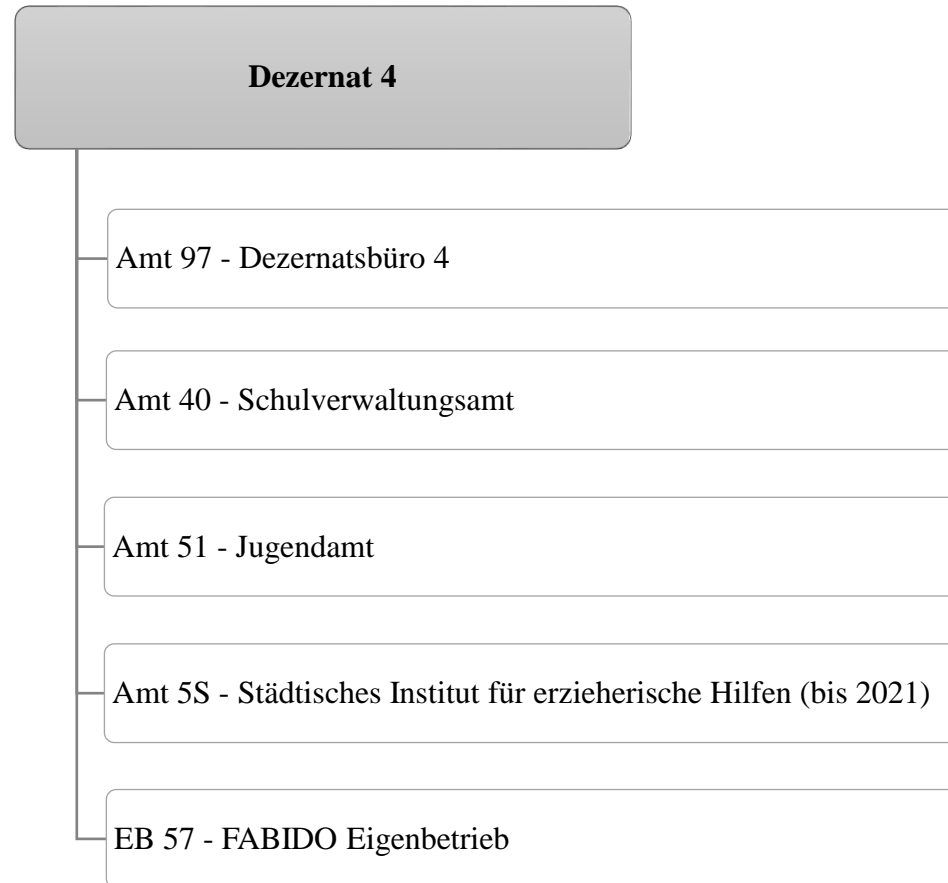 Dezernat 4
Amt 97 - Dezernatsbüro 4
Amt 40 - Schulverwaltungsamt
Amt 51 - Jugendamt
Amt 5S - Städtisches Institut für erzieherische Hilfen (bis 2021)
EB 57 - FABIDO Eigenbetrieb